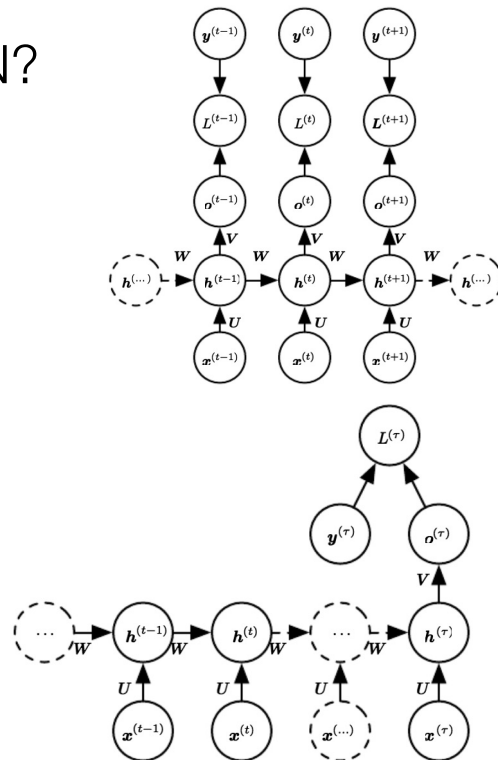 N?
y^(t-1) y^(t) y^(t+1)
L^(t-1) L^(t) L^(t+1)
o^(t-1) o^(t) o^(t+1)
V V V
W W W W
h^(...) h^(t-1) h^(t) h^(t+1) h^(...)
U U U
x^(t-1) x^(t) x^(t+1)
L^(τ)
y^(τ) o^(τ)
V
... h^(t-1) h^(t) ... h^(τ)
W W W W
U U U U
x^(t-1) x^(t) x^(...) x^(τ)